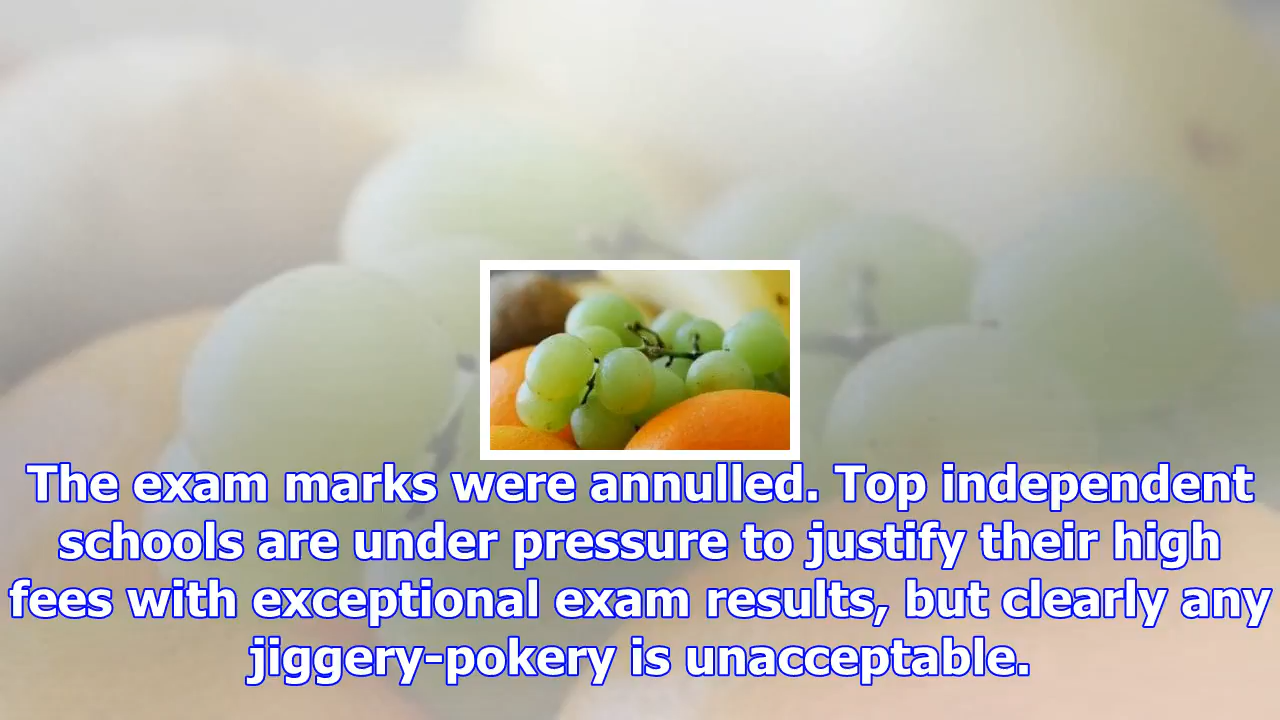 The exam marks were annulled. Top independent
schools are under pressure to justify their high
fees with exceptional exam results, but clearly any
jiggery-pokery is unacceptable.